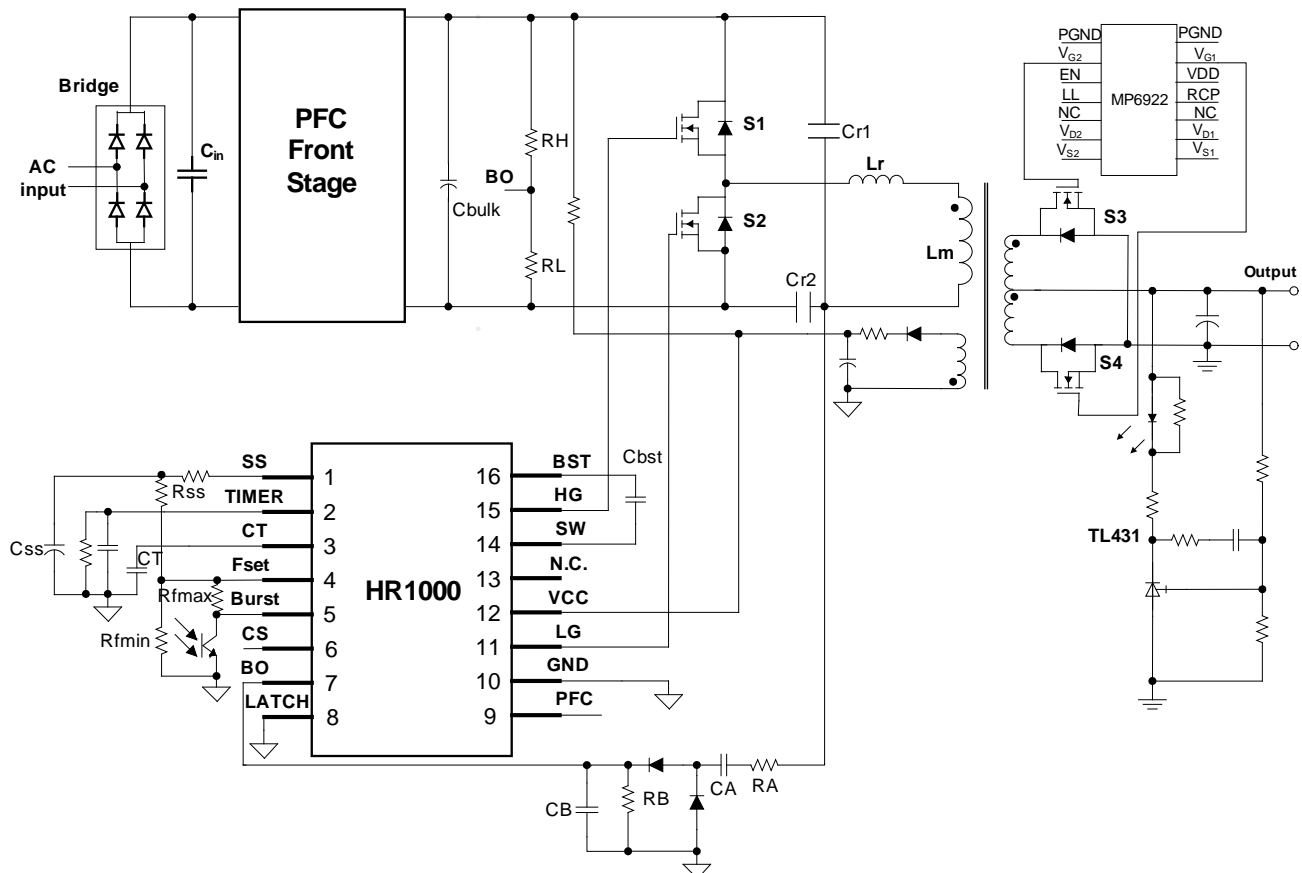 Bridge
AC
input
Cin
PFC
Front
Stage
Cbulk
RH
BO
RL
S1
S2
Cr1
Cr2
Lr
Lm
PGND
VG2
EN
LL
NC
VD2
VS2
MP6922
PGND
VG1
VDD
RCP
NC
VD1
VS1
S3
S4
Output
TL431
SS
TIMER
CT
Fset
Burst
CS
BO
LATCH
1
2
3
4
5
6
7
8
HR1000
16
15
14
13
12
11
10
9
BST
HG
SW
N.C.
VCC
LG
GND
PFC
Cbst
Rss
Css
CT
Rfmax
Rfmin
CB
RB
CA
RA